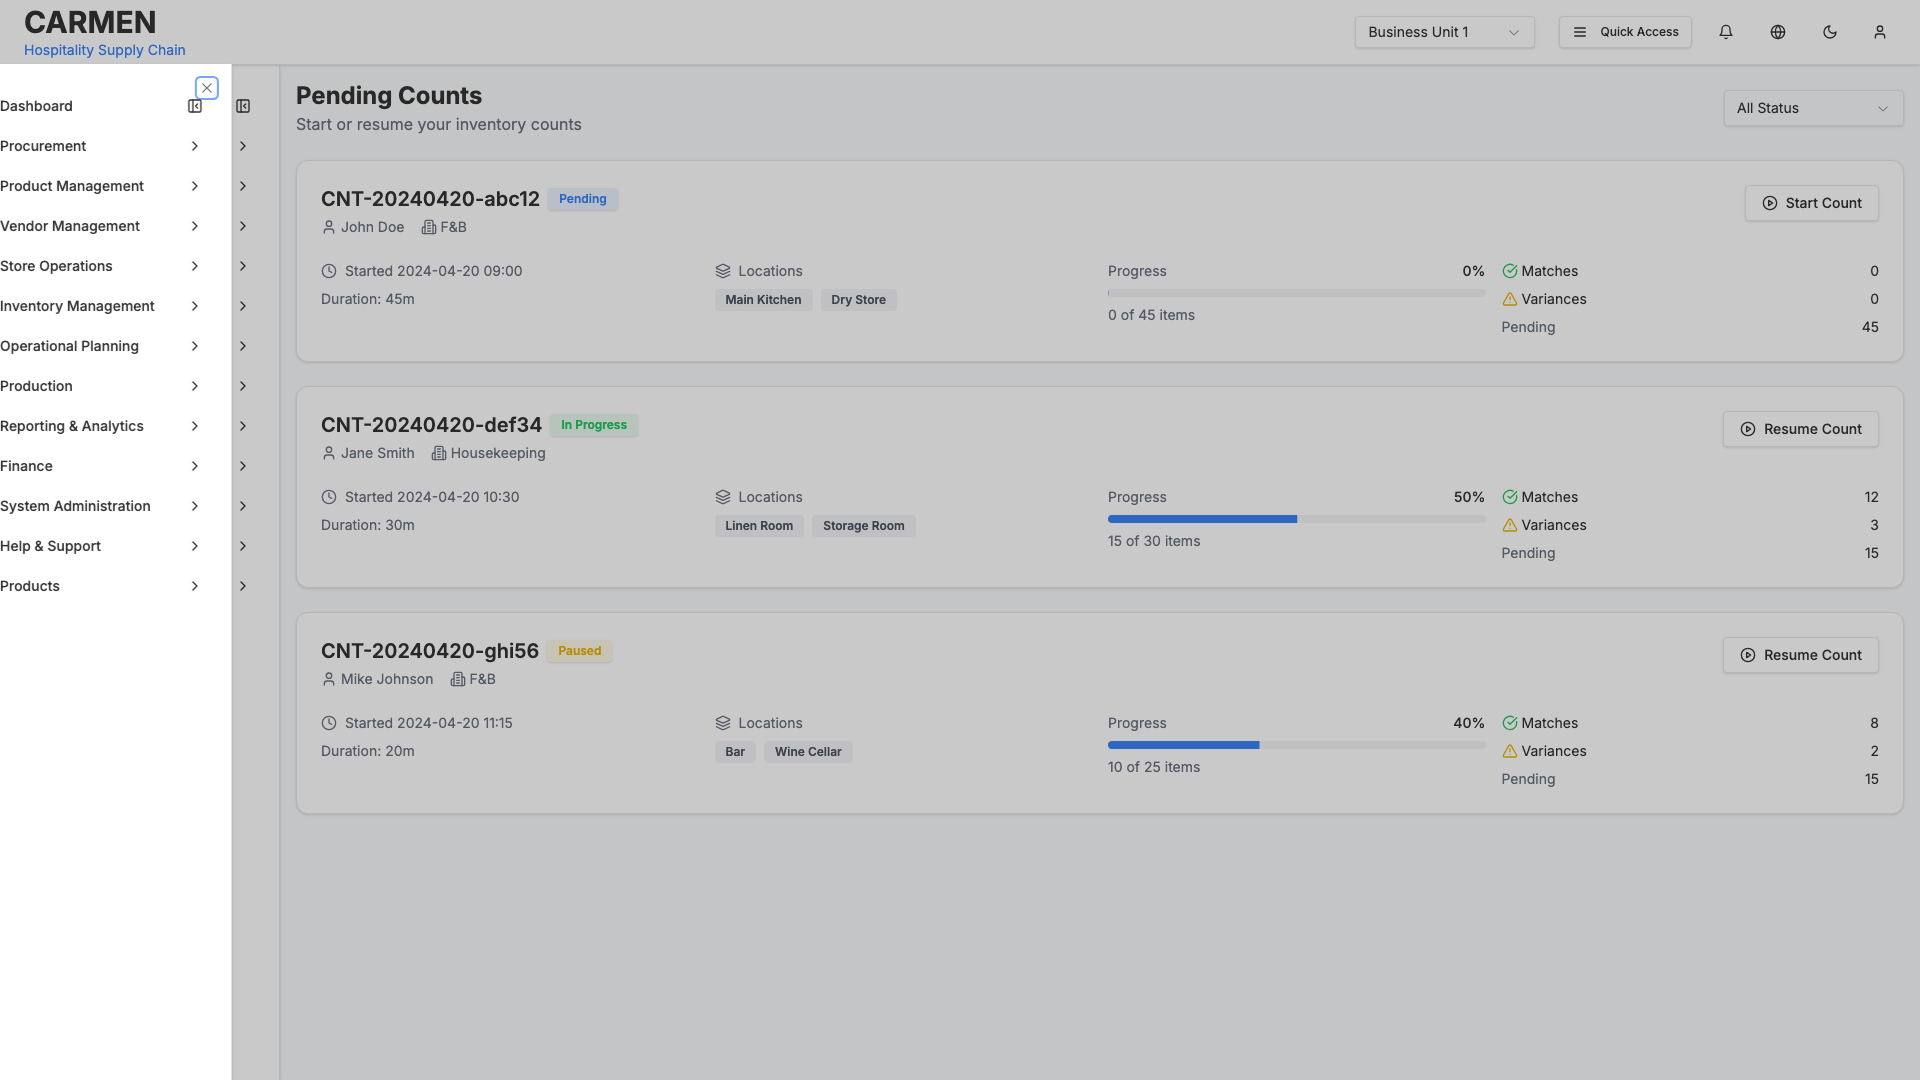 CARMEN
Hospitality Supply Chain
Business Unit 1
Quick Access
Dashboard
Procurement
Product Management
Vendor Management
Store Operations
Inventory Management
Operational Planning
Production
Reporting & Analytics
Finance
System Administration
Help & Support
Products
Pending Counts
Start or resume your inventory counts
All Status
CNT-20240420-abc12 Pending
John Doe F&B
Start Count
Started 2024-04-20 09:00
Duration: 45m
Locations
Main Kitchen Dry Store
Progress 0%
0 of 45 items
Matches 0
Variances 0
Pending 45
CNT-20240420-def34 In Progress
Jane Smith Housekeeping
Resume Count
Started 2024-04-20 10:30
Duration: 30m
Locations
Linen Room Storage Room
Progress 50%
15 of 30 items
Matches 12
Variances 3
Pending 15
CNT-20240420-ghi56 Paused
Mike Johnson F&B
Resume Count
Started 2024-04-20 11:15
Duration: 20m
Locations
Bar Wine Cellar
Progress 40%
10 of 25 items
Matches 8
Variances 2
Pending 15